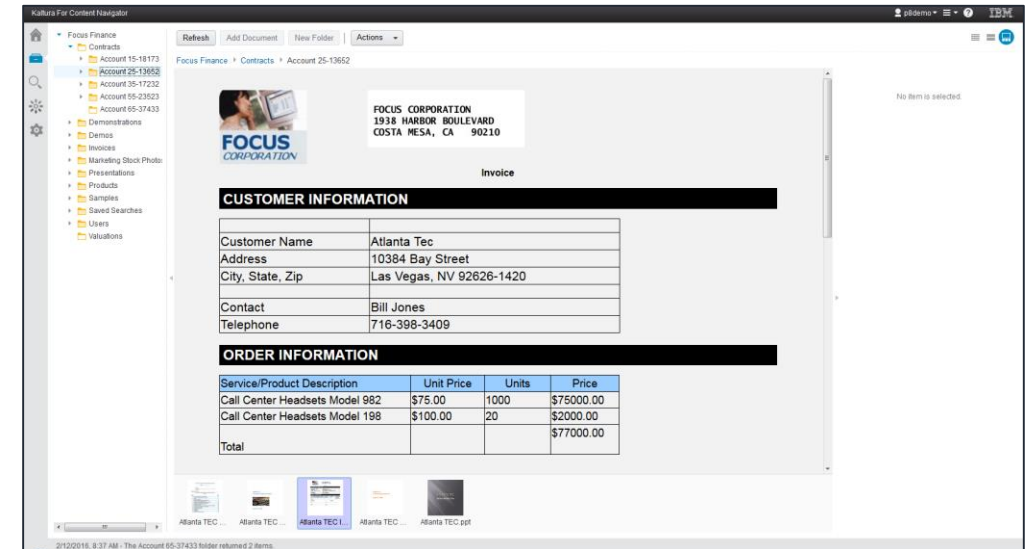 Kaltura For Content Navigator
p8demo
IBM
Focus Finance
Contracts
Account 15-18173
Account 25-13652
Account 35-17232
Account 55-23523
Account 65-37433
Demonstrations
Demos
Invoices
Marketing Stock Photo
Presentations
Products
Samples
Saved Searches
Users
Valuations
Refresh Add Document New Folder Actions
Focus Finance Contracts Account 25-13652
No item is selected.
FOCUS
CORPORATION
FOCUS CORPORATION
1938 HARBOR BOULEVARD
COSTA MESA, CA 90210
Invoice
CUSTOMER INFORMATION
Customer Name Atlanta Tec
Address 10384 Bay Street
City, State, Zip Las Vegas, NV 92626-1420
Contact Bill Jones
Telephone 716-398-3409
ORDER INFORMATION
Service/Product Description Unit Price Units Price
Call Center Headsets Model 982 $75.00 1000 $75000.00
Call Center Headsets Model 198 $100.00 20 $2000.00
$77000.00
Total
Atlanta TEC ... Atlanta TEC ... Atlanta TEC I... Atlanta TEC ... Atlanta TEC.ppt
2/12/2016, 8:37 AM - The Account 65-37433 folder returned 2 items.